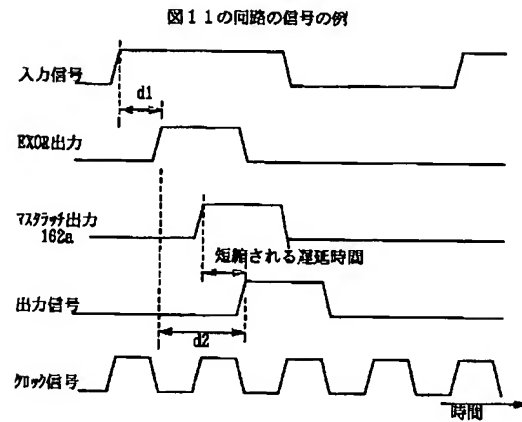 図11の回路の信号の例
入力信号
d1
EXOR出力
マスタラッチ出力
162a
短縮される遅延時間
出力信号
d2
クロック信号
時間